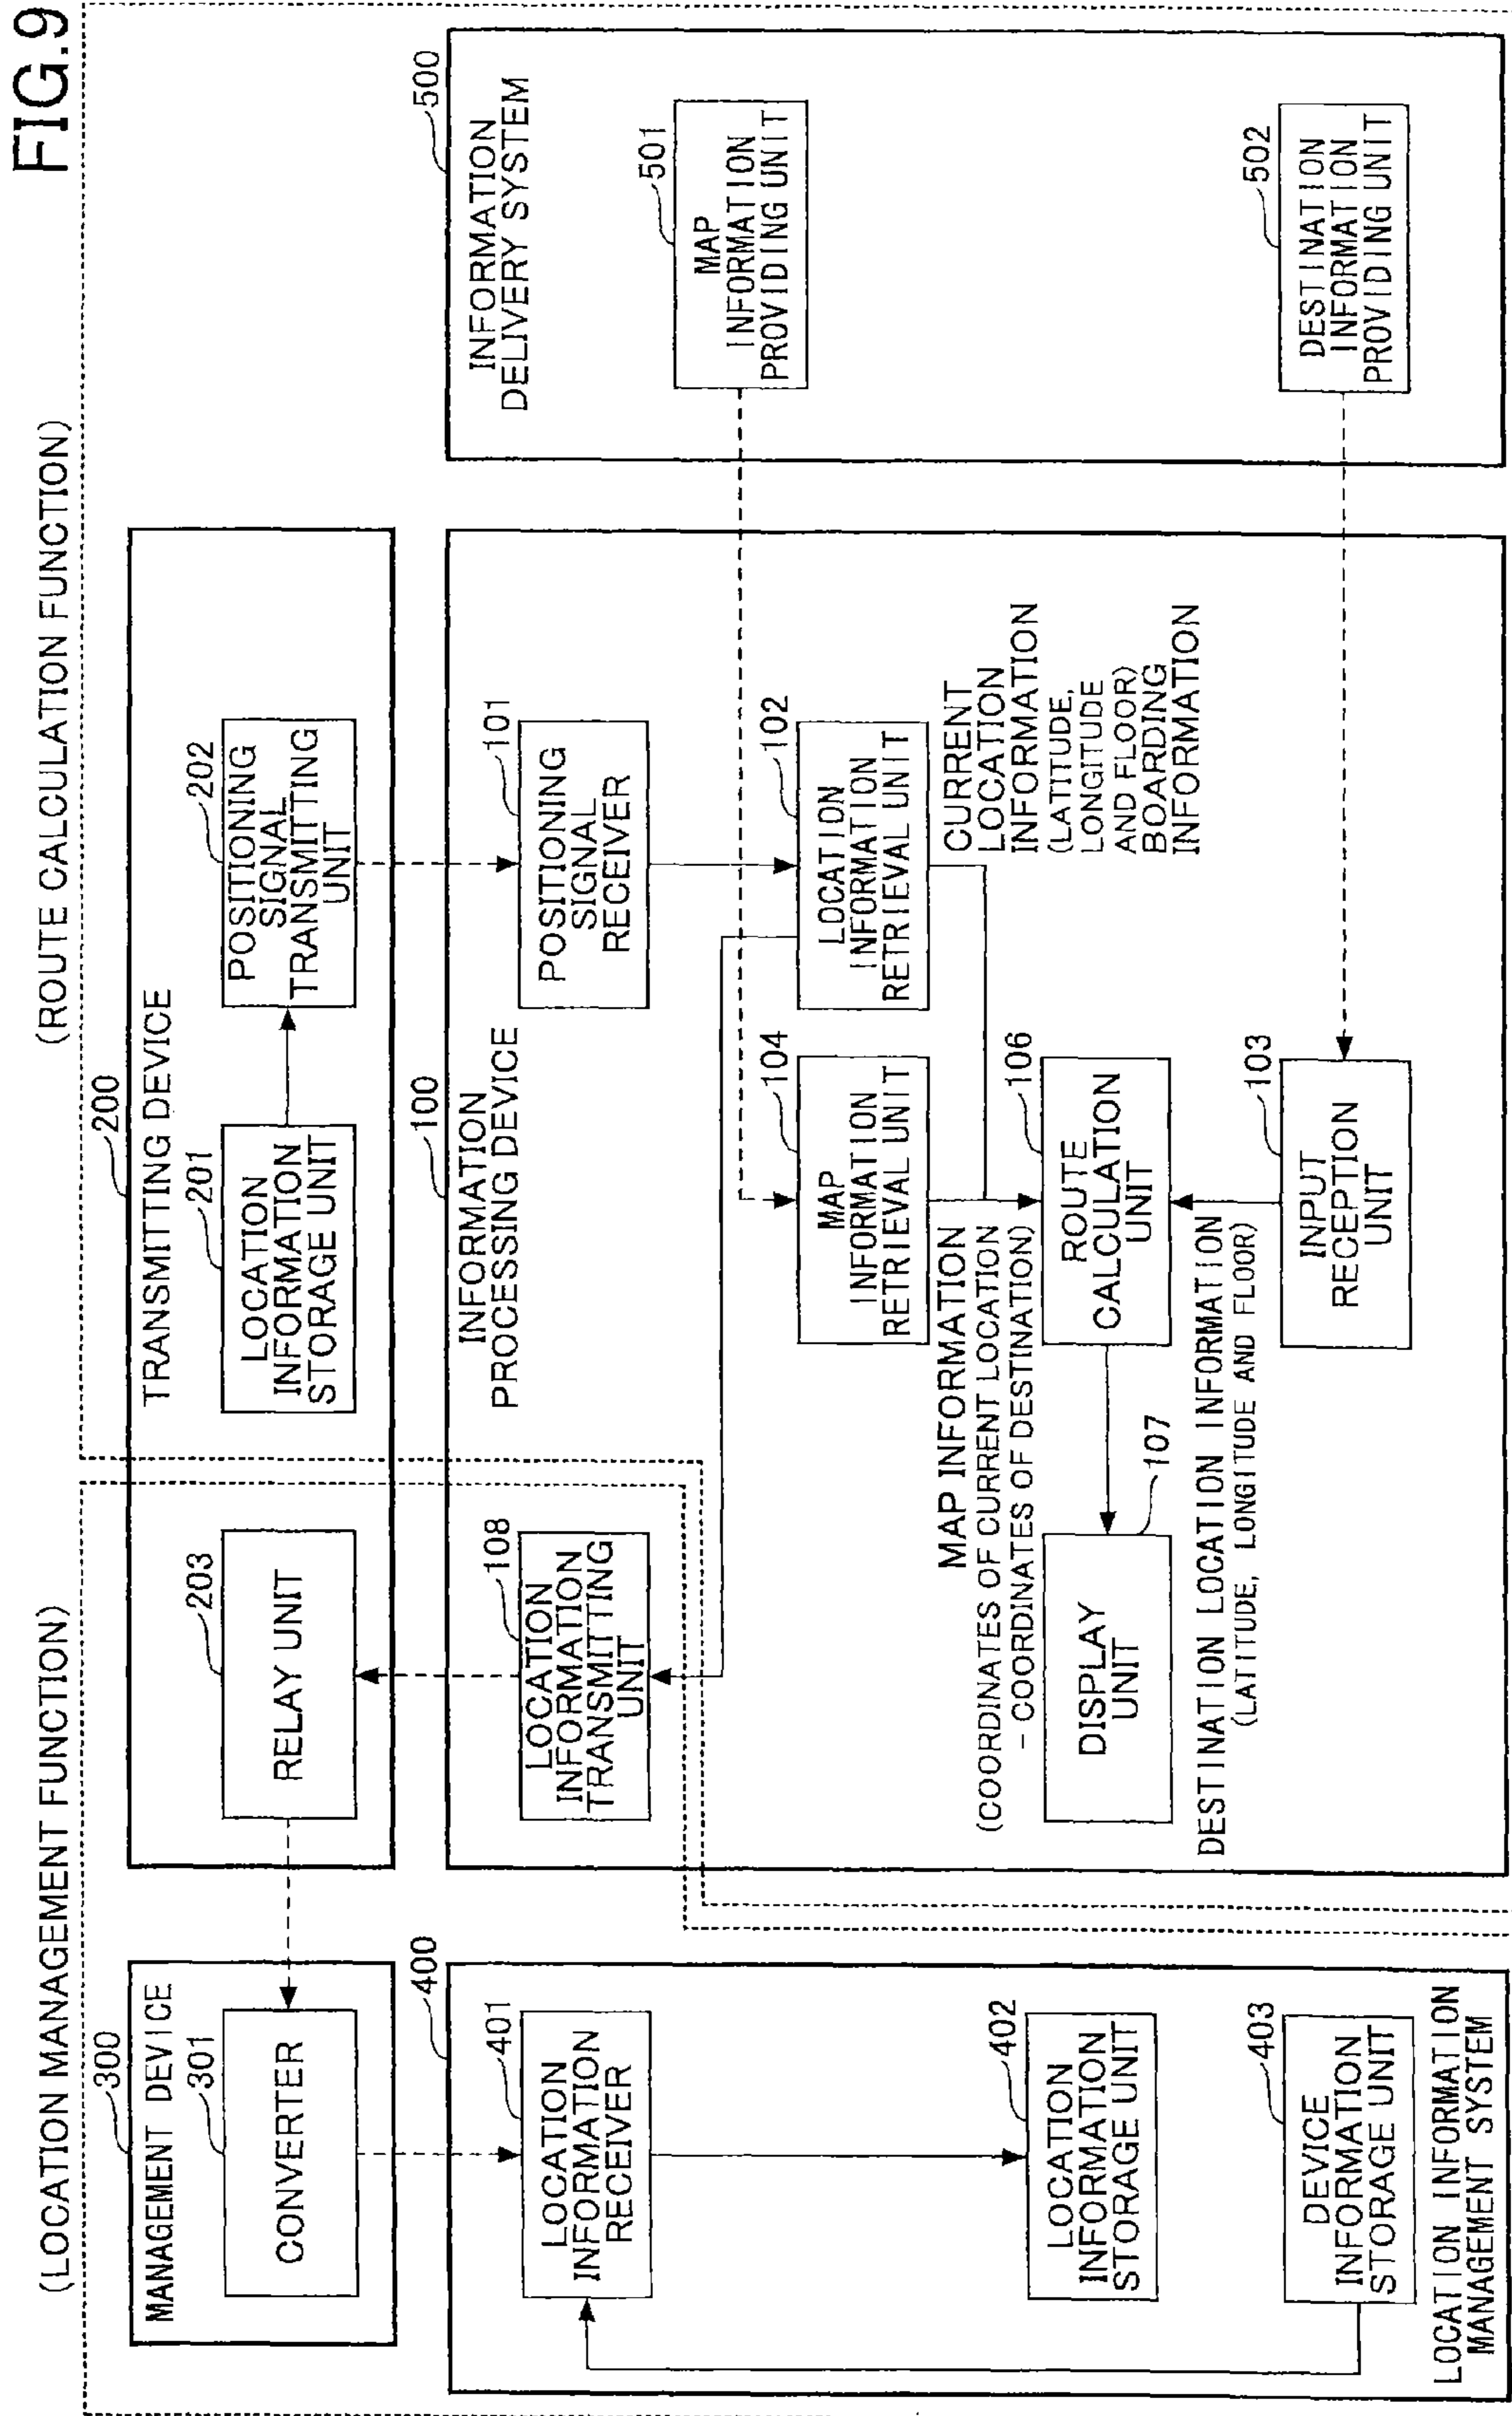 FIG.9
(LOCATION MANAGEMENT FUNCTION)
(ROUTE CALCULATION FUNCTION)
300
MANAGEMENT DEVICE
301
CONVERTER
200
TRANSMITTING DEVICE
203
RELAY UNIT
201
LOCATION
INFORMATION
STORAGE UNIT
202
POSITIONING
SIGNAL
TRANSMITTING
UNIT
400
401
LOCATION
INFORMATION
RECEIVER
402
LOCATION
INFORMATION
STORAGE UNIT
403
DEVICE
INFORMATION
STORAGE UNIT
LOCATION INFORMATION
MANAGEMENT SYSTEM
100
INFORMATION
PROCESSING DEVICE
108
LOCATION
INFORMATION
TRANSMITTING
UNIT
101
POSITIONING
SIGNAL
RECEIVER
104
MAP
INFORMATION
RETRIEVAL UNIT
102
LOCATION
INFORMATION
RETRIEVAL UNIT
MAP INFORMATION
(COORDINATES OF CURRENT LOCATION
- COORDINATES OF DESTINATION)
CURRENT
LOCATION
INFORMATION
(LATITUDE,
LONGITUDE
AND FLOOR)
BOARDING
INFORMATION
106
ROUTE
CALCULATION
UNIT
DISPLAY
UNIT
107
DESTINATION LOCATION INFORMATION
(LATITUDE, LONGITUDE AND FLOOR)
103
INPUT
RECEPTION
UNIT
500
INFORMATION
DELIVERY SYSTEM
501
MAP
INFORMATION
PROVIDING UNIT
502
DESTINATION
INFORMATION
PROVIDING UNIT